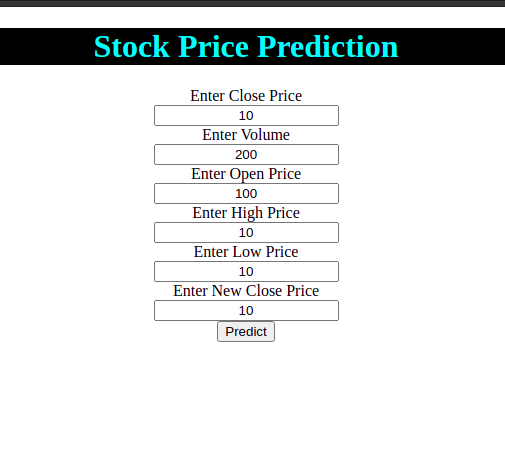 Stock Price Prediction
Enter Close Price
10
Enter Volume
200
Enter Open Price
100
Enter High Price
10
Enter Low Price
10
Enter New Close Price
10
Predict